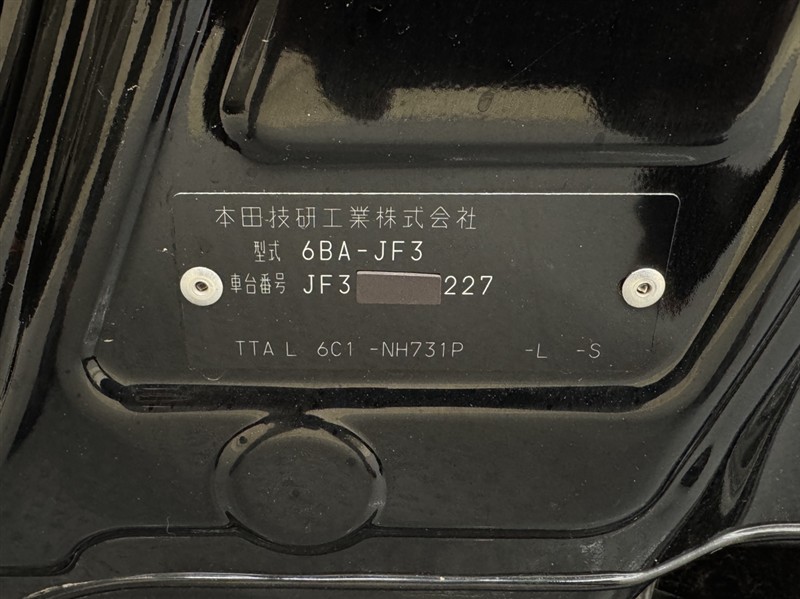 本田技研工業株式会社
型式 6BA-JF3
車台番号 JF3 227
TTA L 6C1 -NH731P -L -S